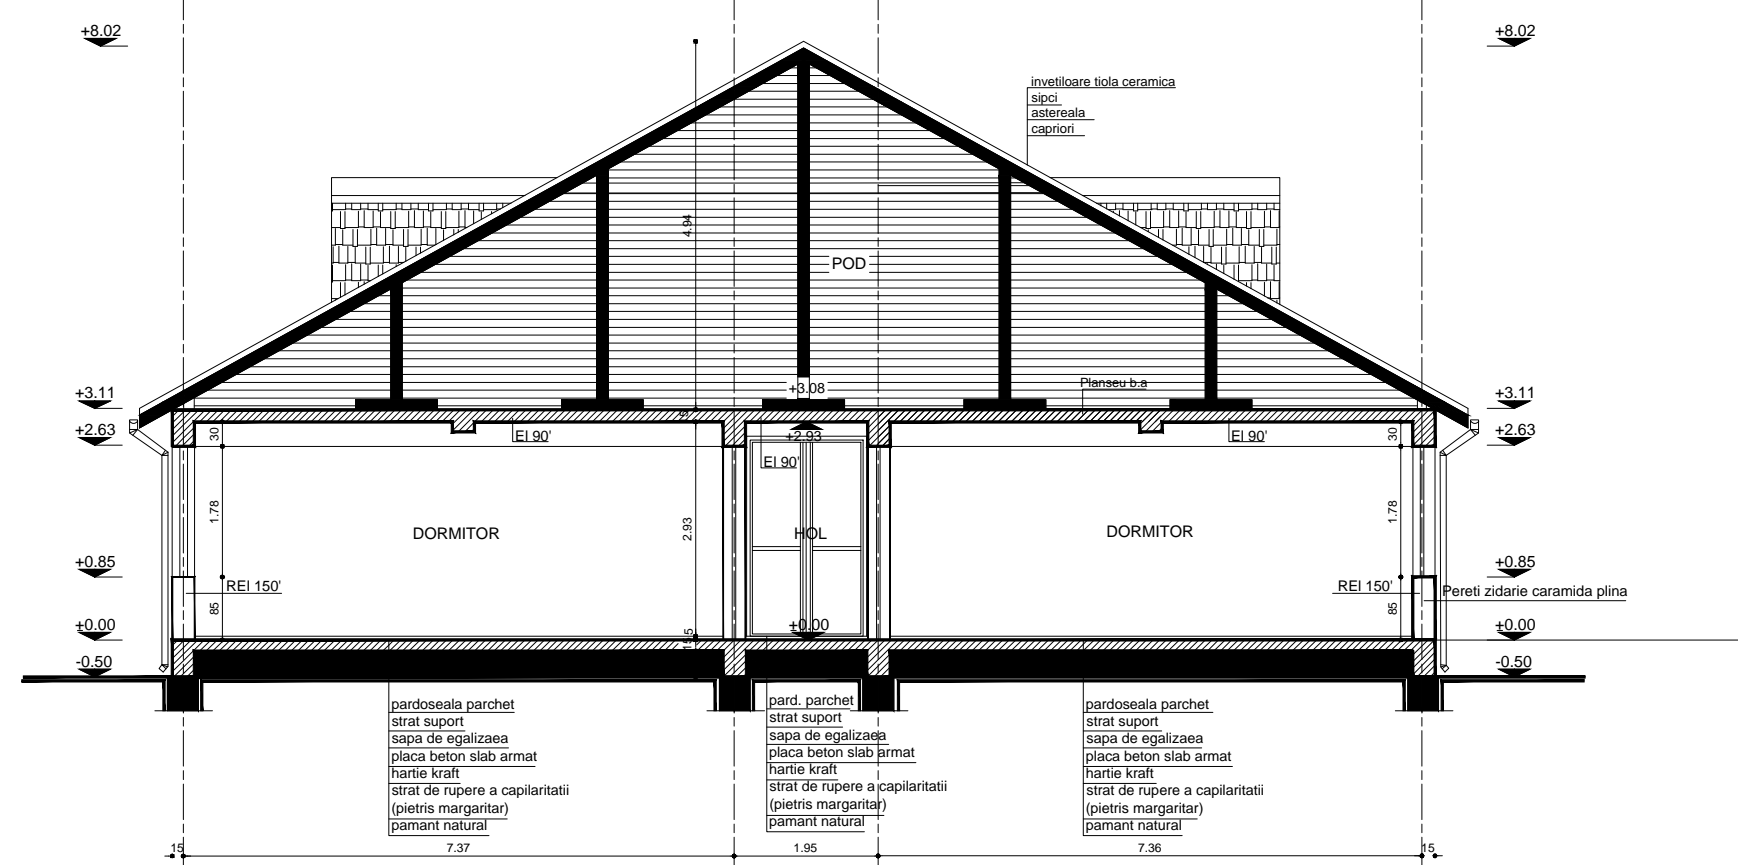 +8.02
+8.02
invetiloare tiola ceramica
sipci
astereala
capriori
4.94
POD
+3.11
+3.08
Planseu b.a
+3.11
+2.63
30
EI 90'
+2.93
EI 90'
30
+2.63
EI 90'
1.78
DORMITOR
2.93
HOL
DORMITOR
1.78
+0.85
REI 150'
REI 150'
+0.85
85
85
Pereti zidarie caramida plina
±0.00
±0.00
±0.00
-0.50
-0.50
pardoseala parchet
strat suport
sapa de egalizaea
placa beton slab armat
hartie kraft
strat de rupere a capilaritatii
(pietris margaritar)
pamant natural
pard. parchet
strat suport
sapa de egalizaea
placa beton slab armat
hartie kraft
strat de rupere a capilaritatii
(pietris margaritar)
pamant natural
pardoseala parchet
strat suport
sapa de egalizaea
placa beton slab armat
hartie kraft
strat de rupere a capilaritatii
(pietris margaritar)
pamant natural
15
7.37
1.95
7.36
15